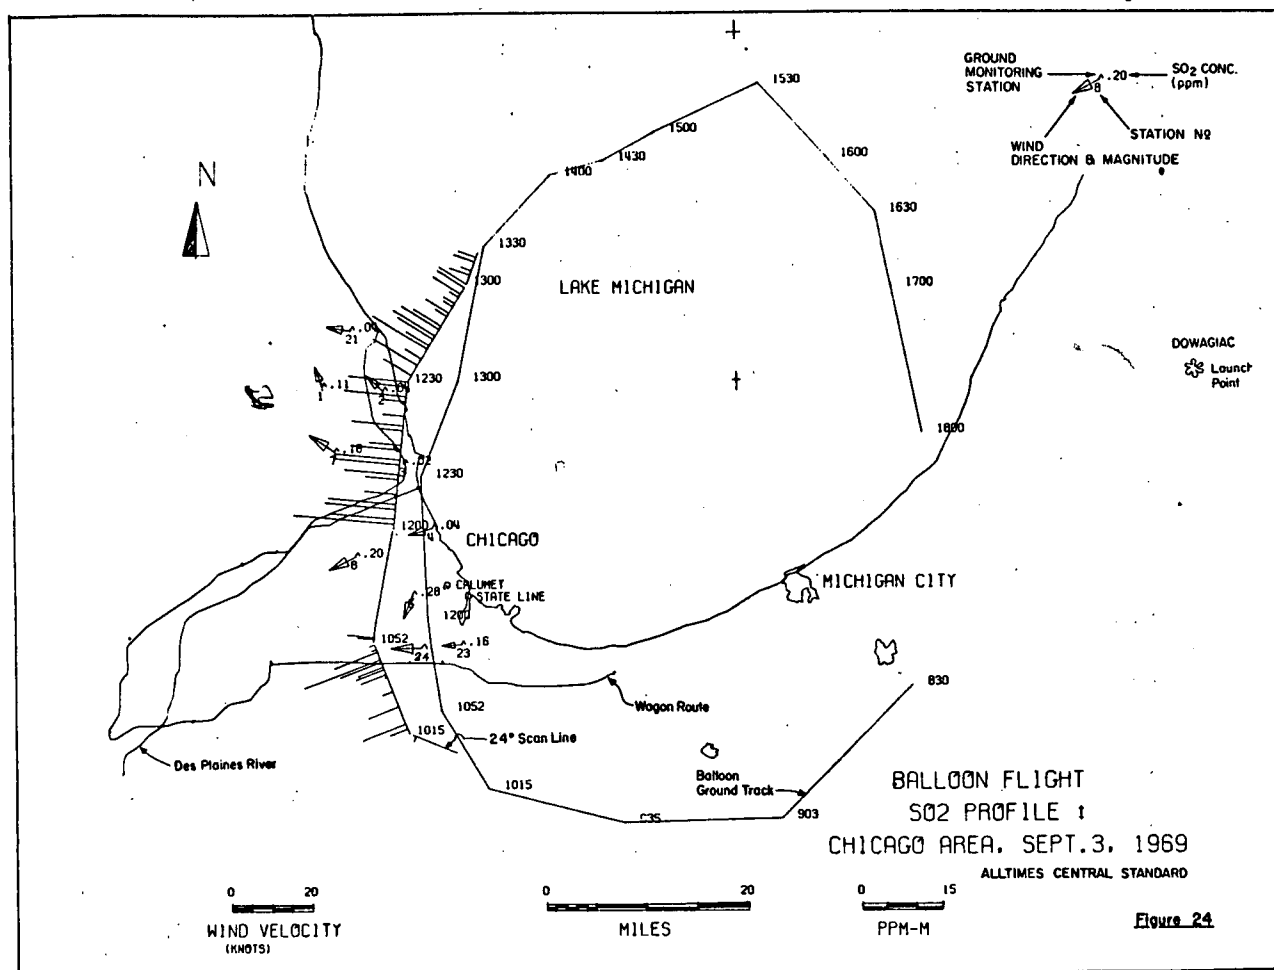 GROUND
MONITORING
STATION
.20
SO2 CONC.
(ppm)
8
STATION Nº
WIND
DIRECTION & MAGNITUDE
N
1530
1500
1430
1400
1600
1630
1700
1800
1330
1300
LAKE MICHIGAN
21
DOWAGIAC
Launch
Point
1230
1300
.11
1
2
.18
.02
3
1230
1200
.04
4
CHICAGO
.20
8
.28
CALUMET
STATE LINE
1200
MICHIGAN CITY
1052
.16
24
23
830
Wagon Route
1052
1015
24° Scan Line
Des Plaines River
1015
Balloon
Ground Track
903
BALLOON FLIGHT
SO2 PROFILE 1
CHICAGO AREA, SEPT.3, 1969
ALLTIMES CENTRAL STANDARD
0 20
WIND VELOCITY
(KNOTS)
0 20
MILES
0 15
PPM-M
Figure 24